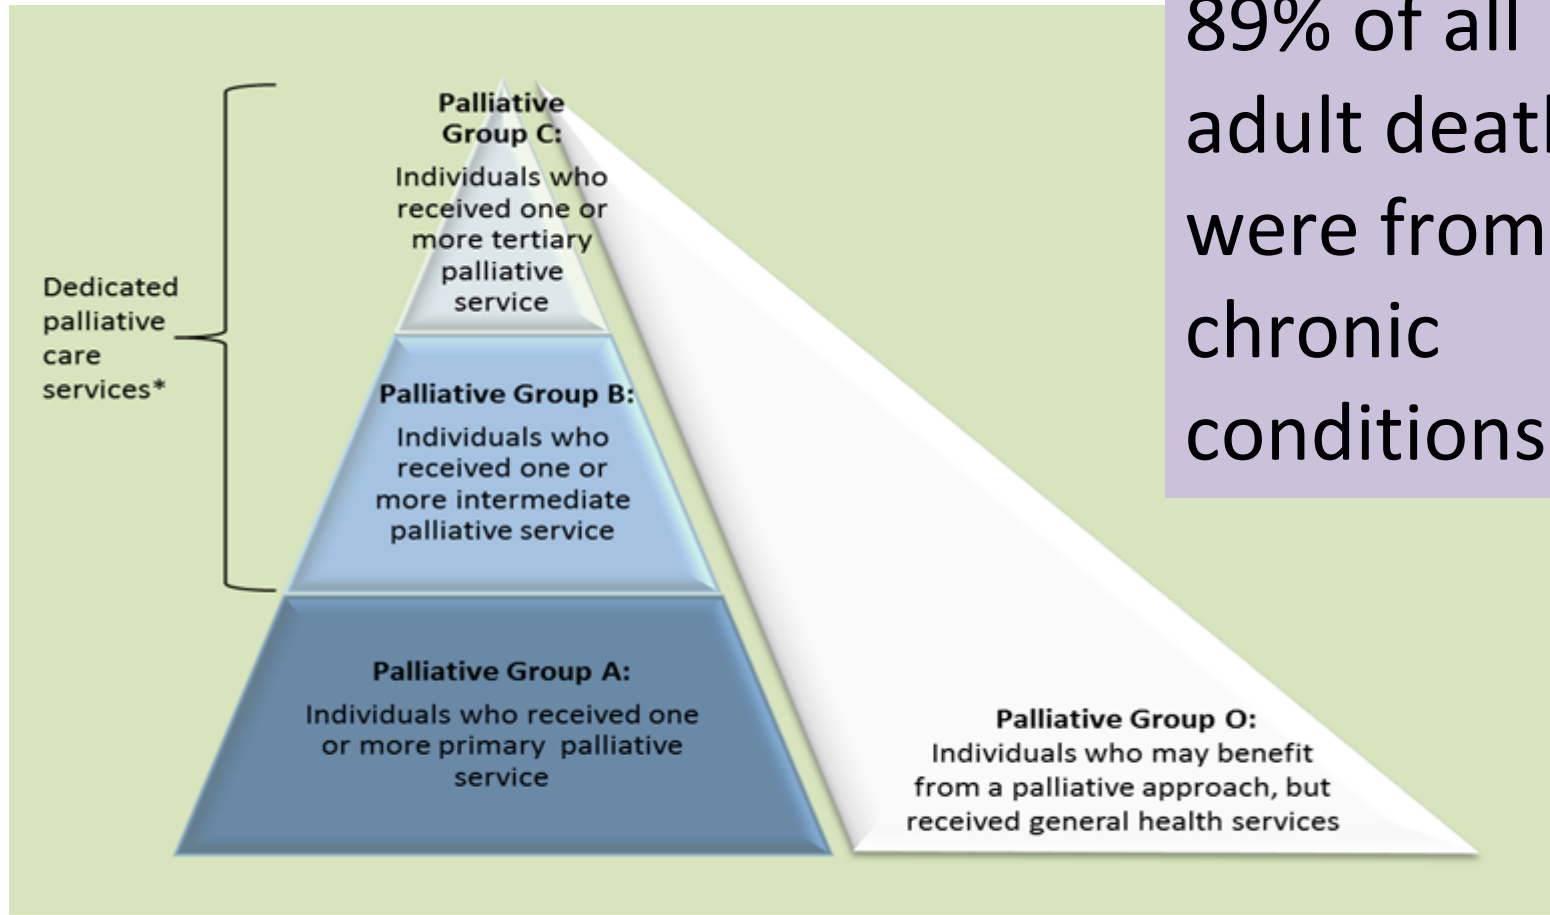 89% of all
adult death
were from
chronic
conditions
Palliative
Group C:
Individuals who
received one or
more tertiary
palliative
service
Dedicated
palliative
care
services*
Palliative Group B:
Individuals who
received one or
more intermediate
palliative service
Palliative Group A:
Individuals who received one
or more primary palliative
service
Palliative Group O:
Individuals who may benefit
from a palliative approach, but
received general health services